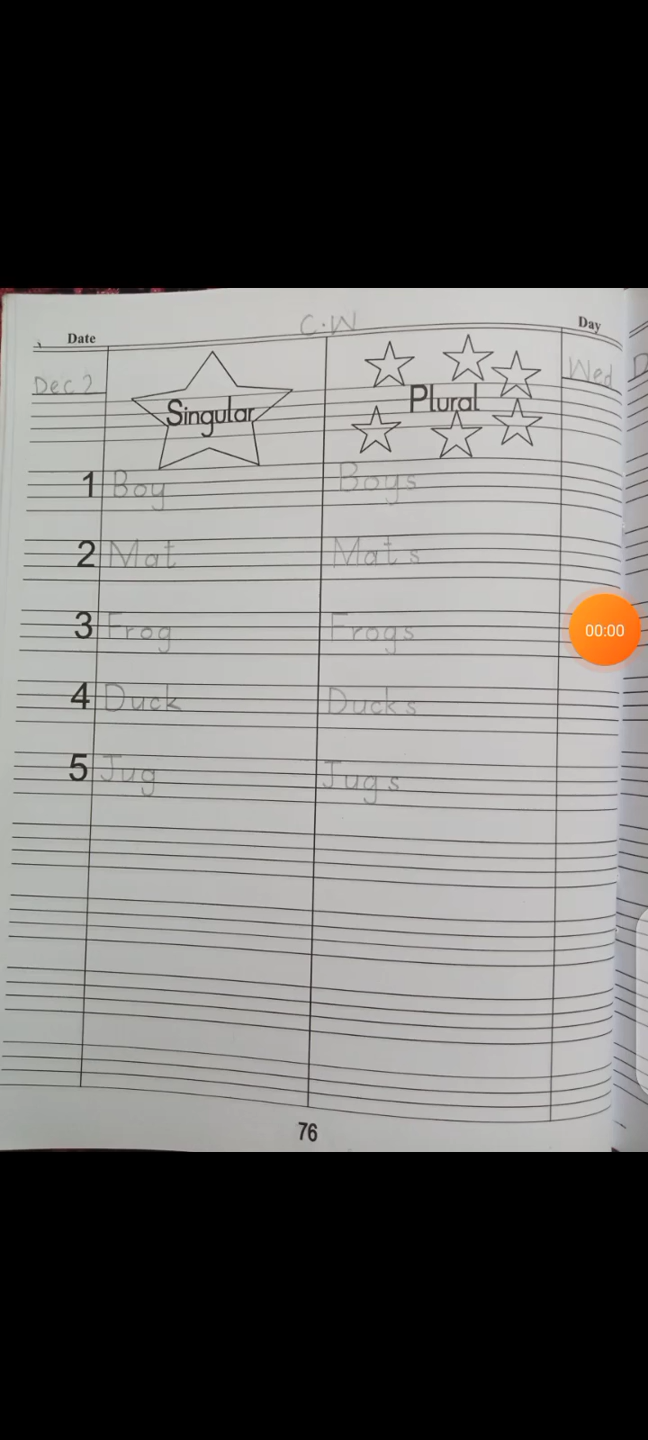 C.W
Date
Day
Dec 2
Wed
Singular
Plural
1 Boy Boys
2 Mat Mats
3 Frog Frogs
00:00
4 Duck Ducks
5 Jug Jugs
76